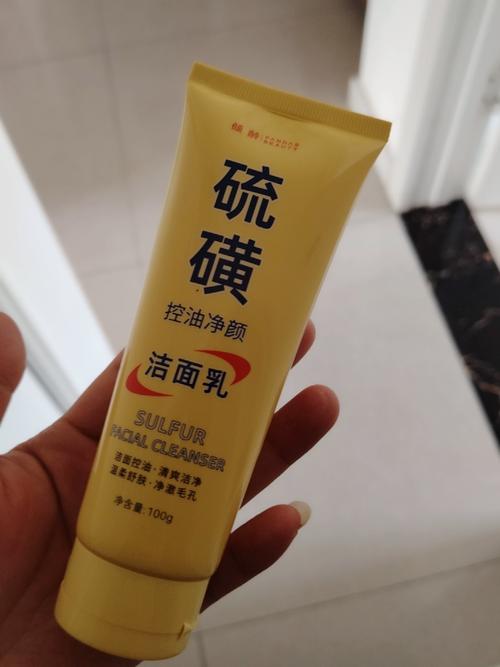 硫
磺
控油净颜
洁面乳
SULFUR
FACIAL CLEANSER
洁面控油·清爽洁净
温柔舒肤·净澈毛孔
净含量:100g